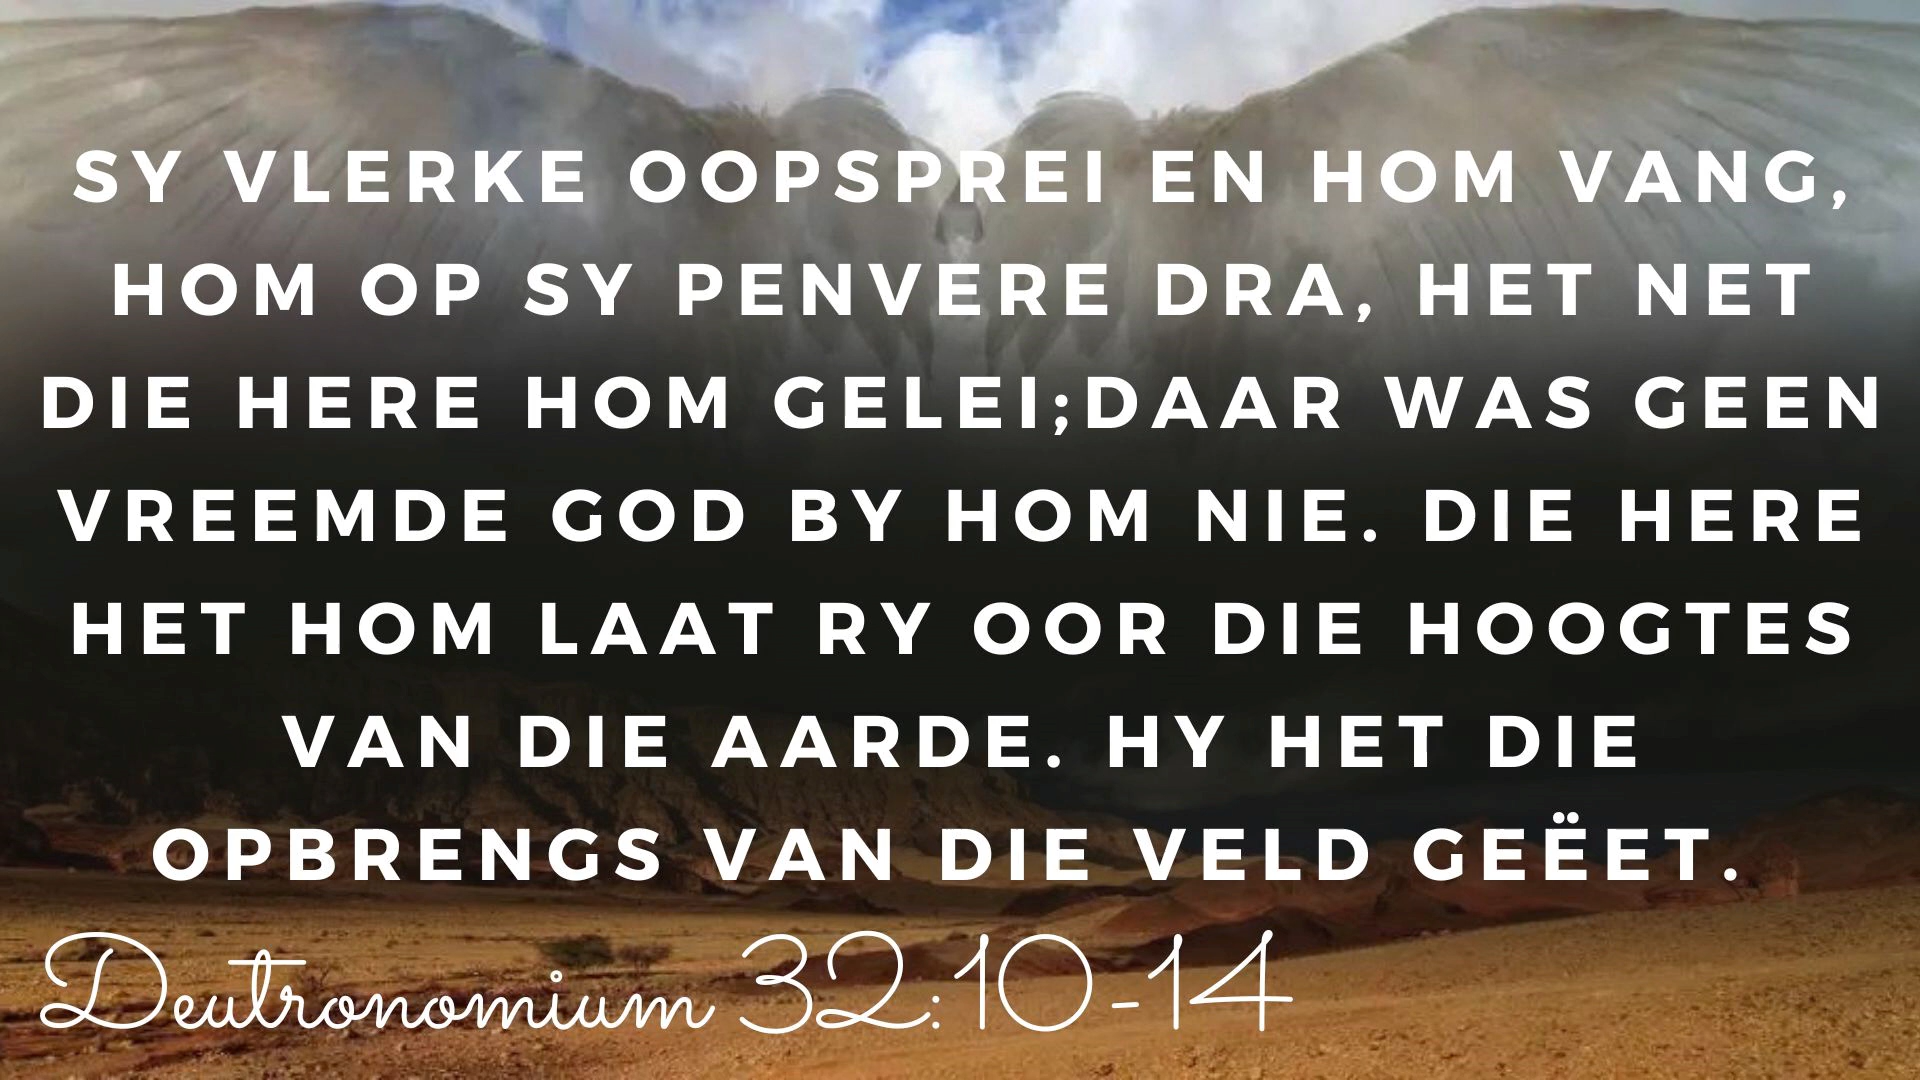 SY VLERKE OOPSPREI EN HOM VANG,
HOM OP SY PENVERE DRA, HET NET
DIE HERE HOM GELEI;DAAR WAS GEEN
VREEMDE GOD BY HOM NIE. DIE HERE
HET HOM LAAT RY OOR DIE HOOGTES
VAN DIE AARDE. HY HET DIE
OPBRENGS VAN DIE VELD GEËET.
Deutronomium 32:10-14